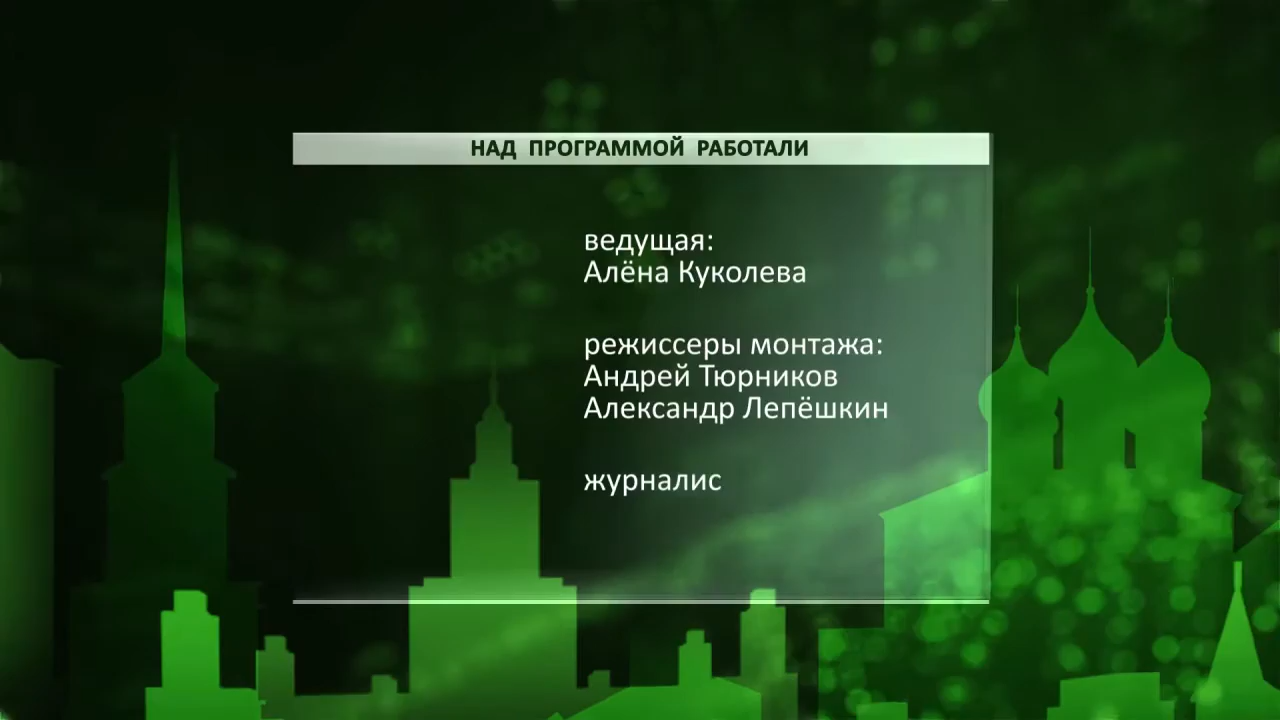 НАД ПРОГРАММОЙ РАБОТАЛИ
ведущая:
Алёна Куколева
режиссеры монтажа:
Андрей Тюрников
Александр Лепёшкин
журналис